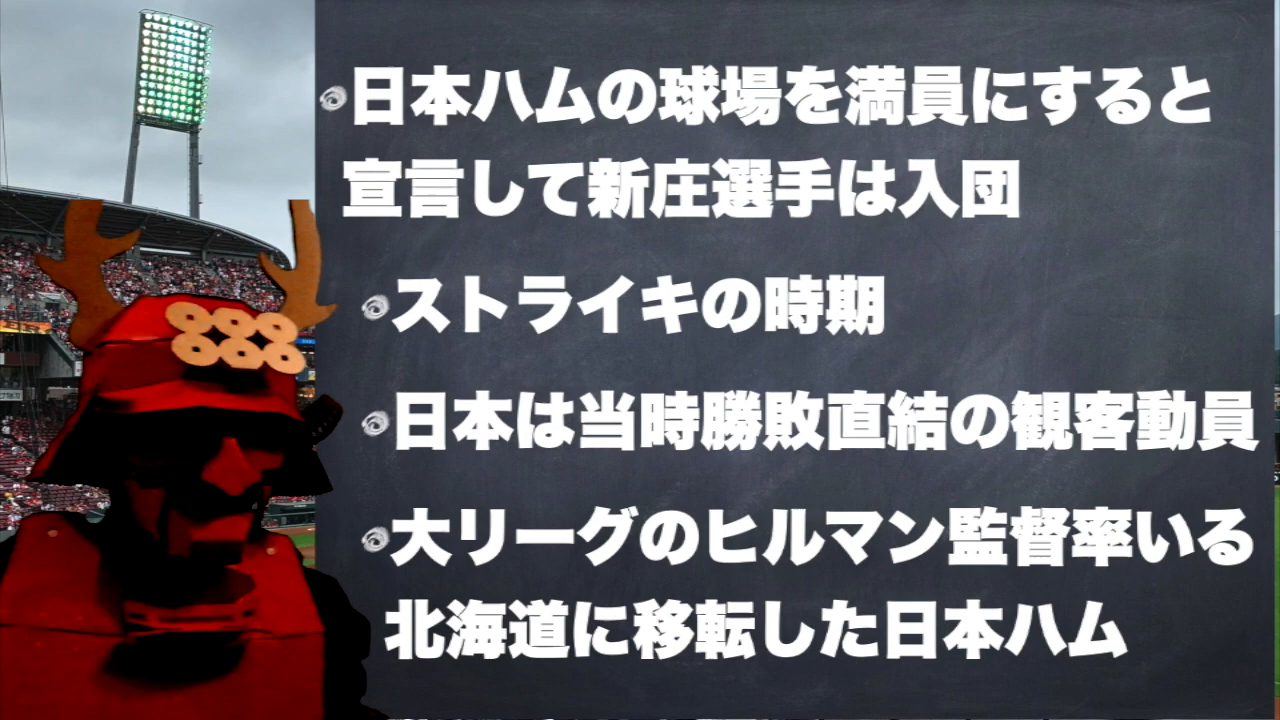 日本ハムの球場を満員にすると
宣言して新庄選手は入団
ストライキの時期
日本は当時勝敗直結の観客動員
大リーグのヒルマン監督率いる
北海道に移転した日本ハム